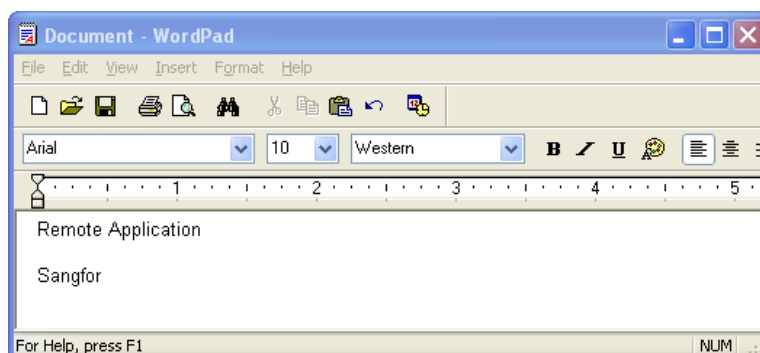 Document - WordPad
File Edit View Insert Format Help
Arial 10 Western B I U
1 2 3 4 5
Remote Application
Sangfor
For Help, press F1 NUM